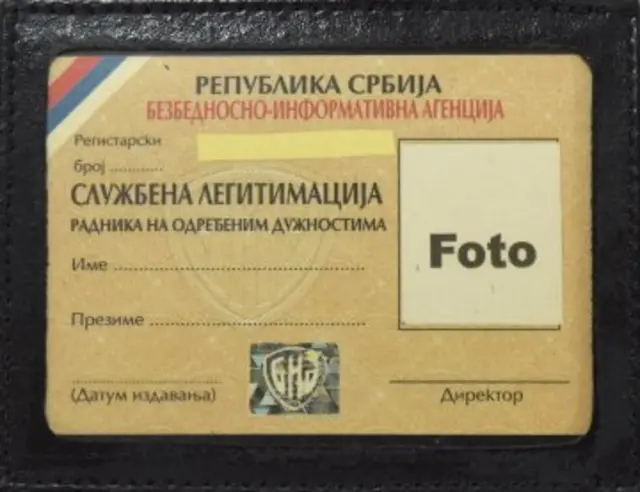 РЕПУБЛИКА СРБИЈА
БЕЗБЕДНОСНО-ИНФОРМАТИВНА АГЕНЦИЈА
Регистарски
број ...........
СЛУЖБЕНА ЛЕГИТИМАЦИЈА
РАДНИКА НА ОДРЕЂЕНИМ ДУЖНОСТИМА
Foto
Име ..........................................................
Презиме ..................................................
БИА
(Датум издавања)
Директор